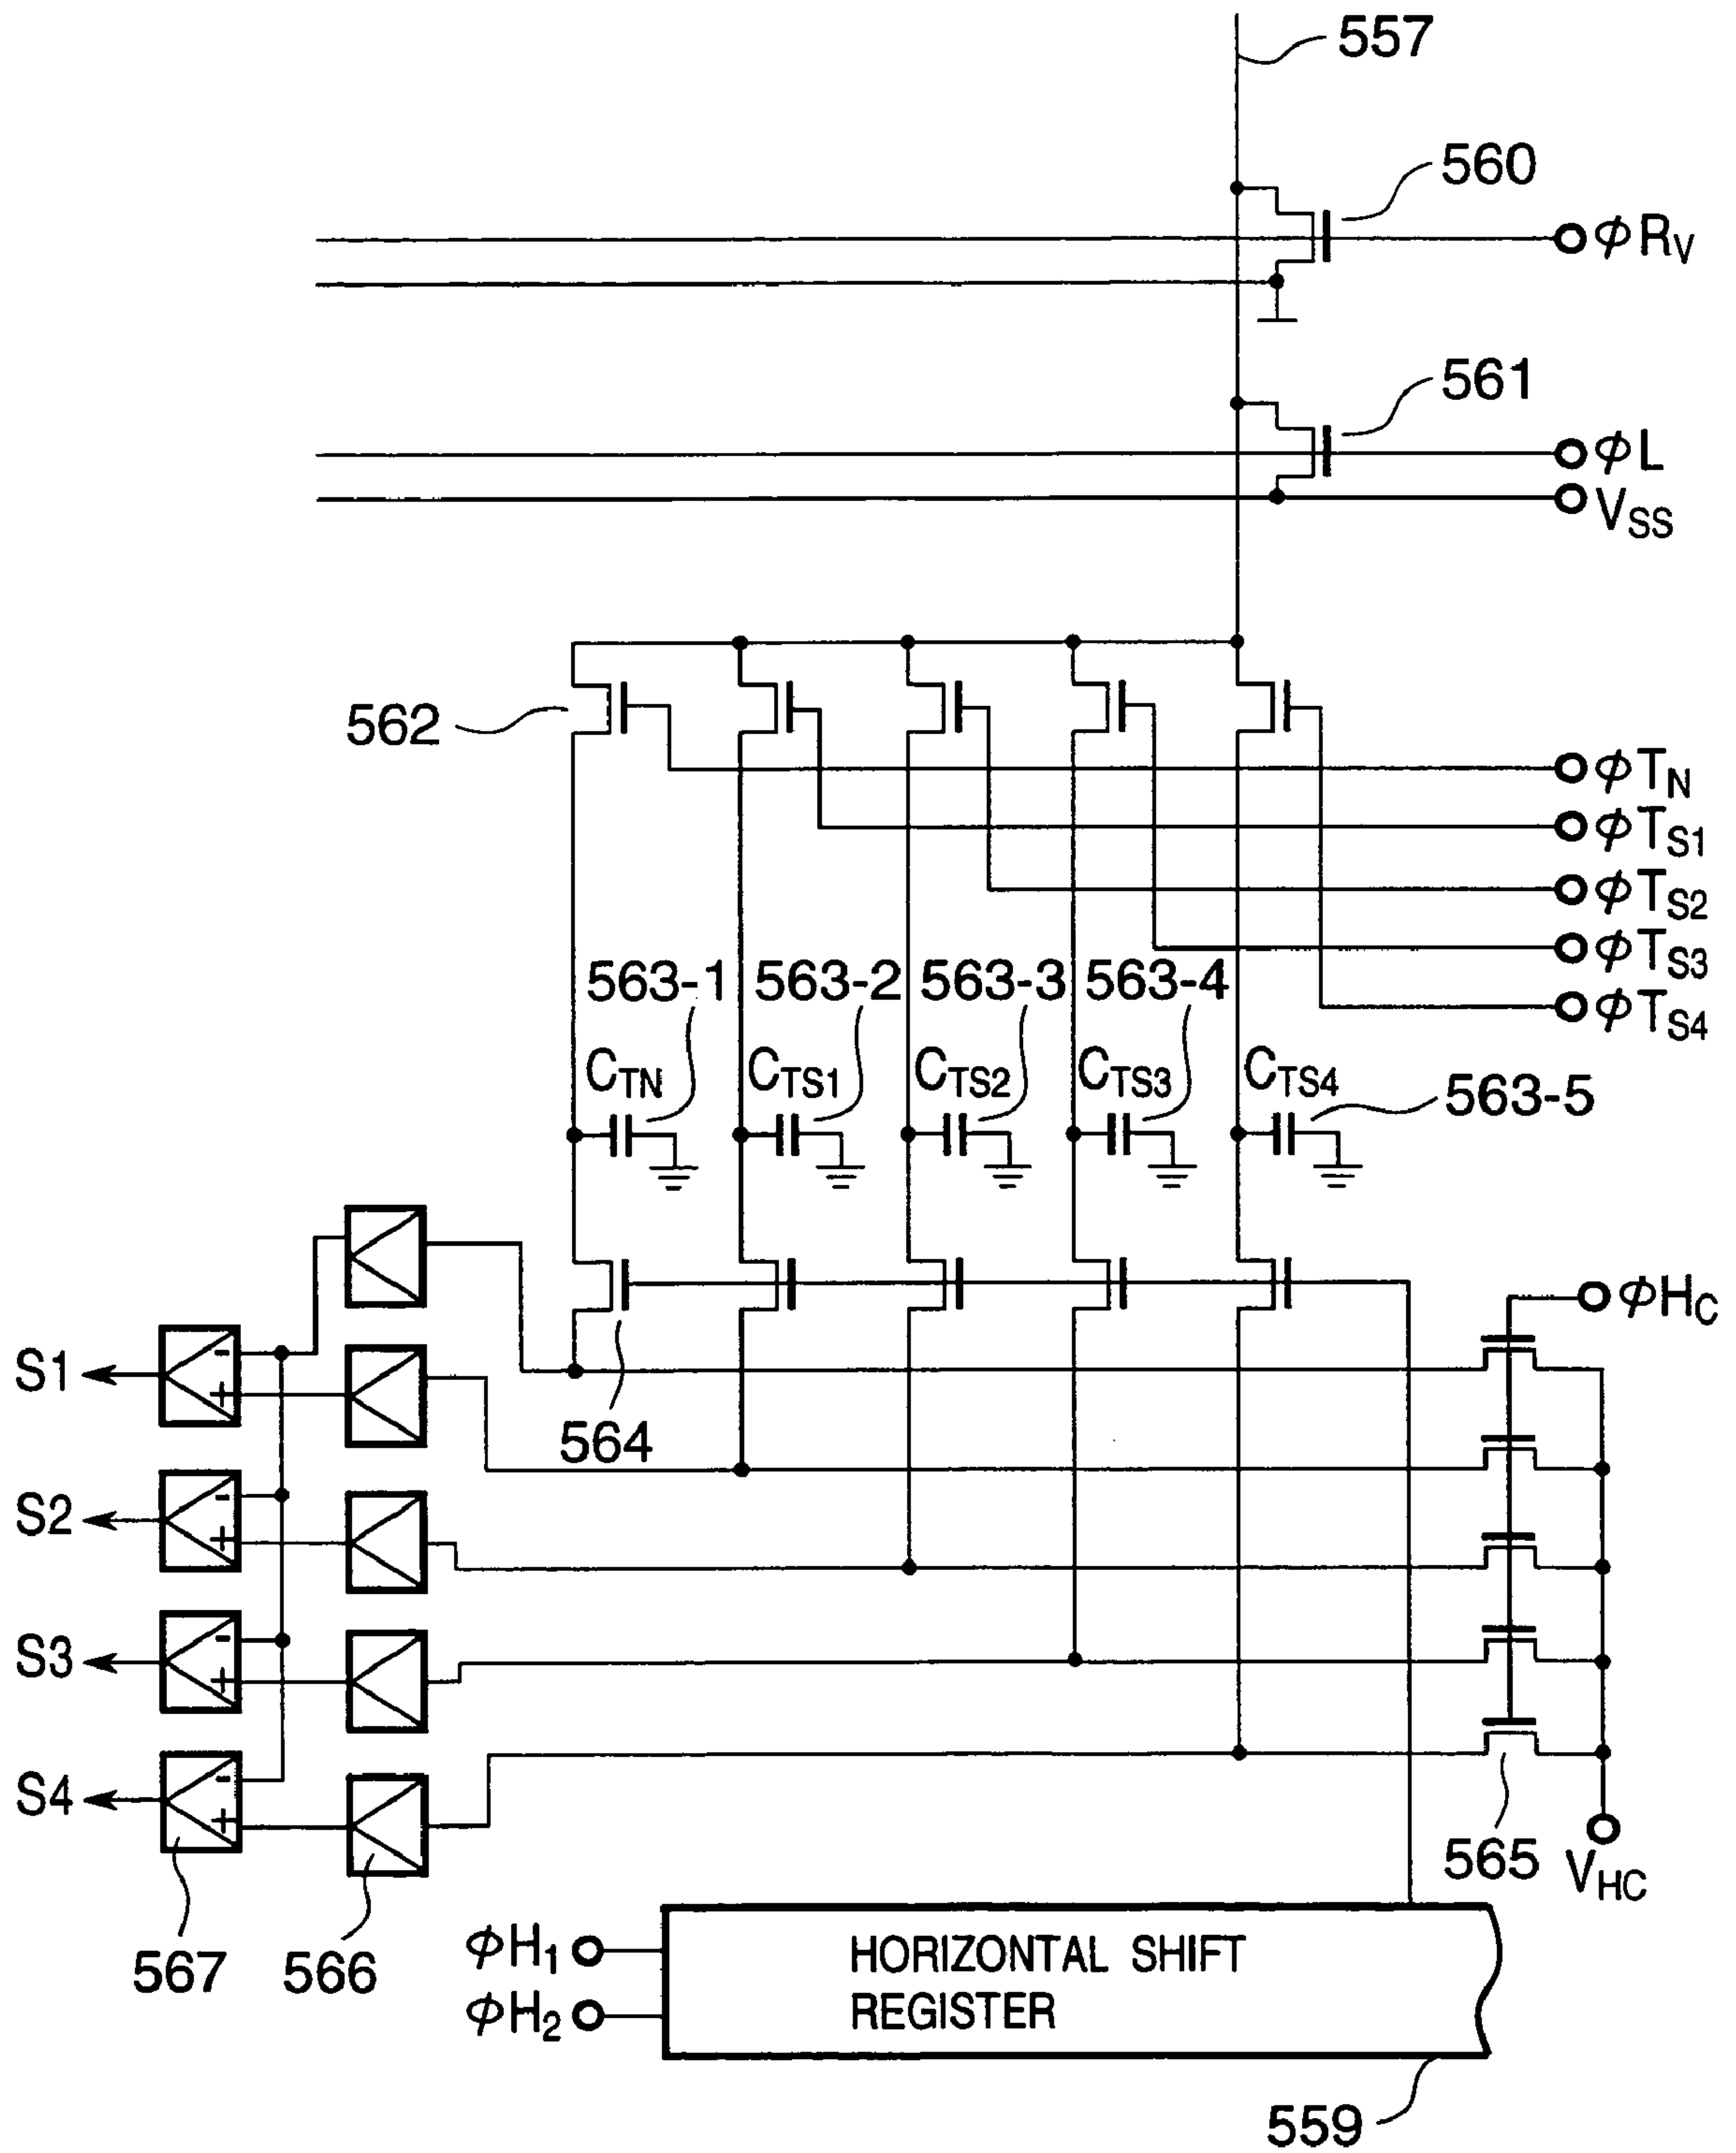 557
560
ϕRV
561
ϕL
VSS
562
ϕTN
ϕTS1
ϕTS2
ϕTS3
ϕTS4
563-1 563-2 563-3 563-4
CTN CTS1 CTS2 CTS3 CTS4
563-5
ϕHC
S1
- +
564
S2
- +
S3
- +
S4
- +
565
VHC
567 566
ϕH1
ϕH2
HORIZONTAL SHIFT
REGISTER
559